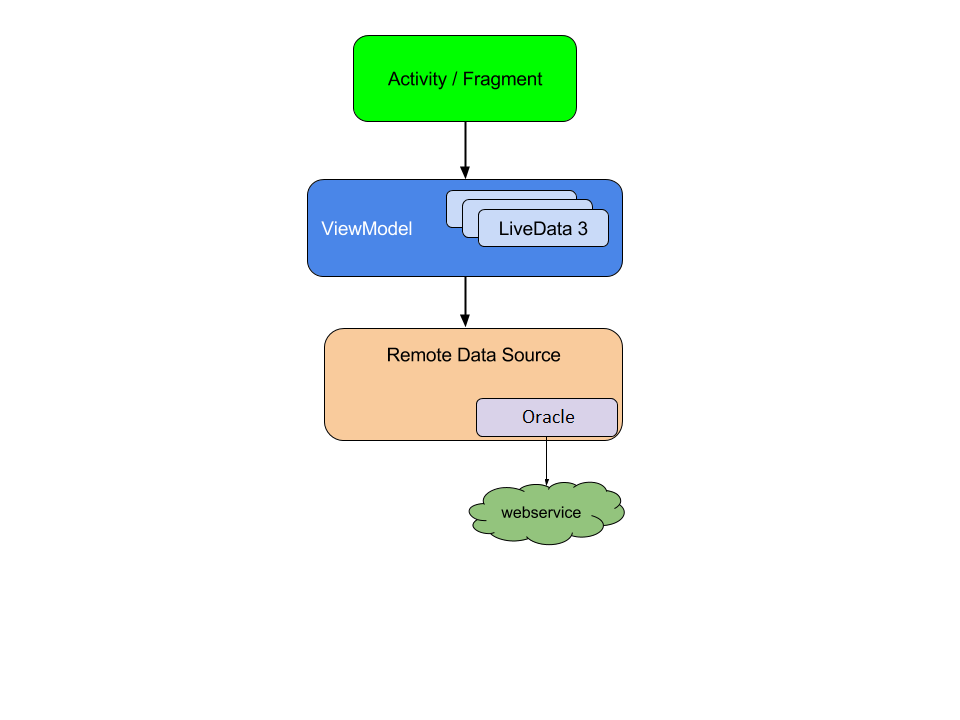 Activity / Fragment
ViewModel
LiveData 3
Remote Data Source
Oracle
webservice